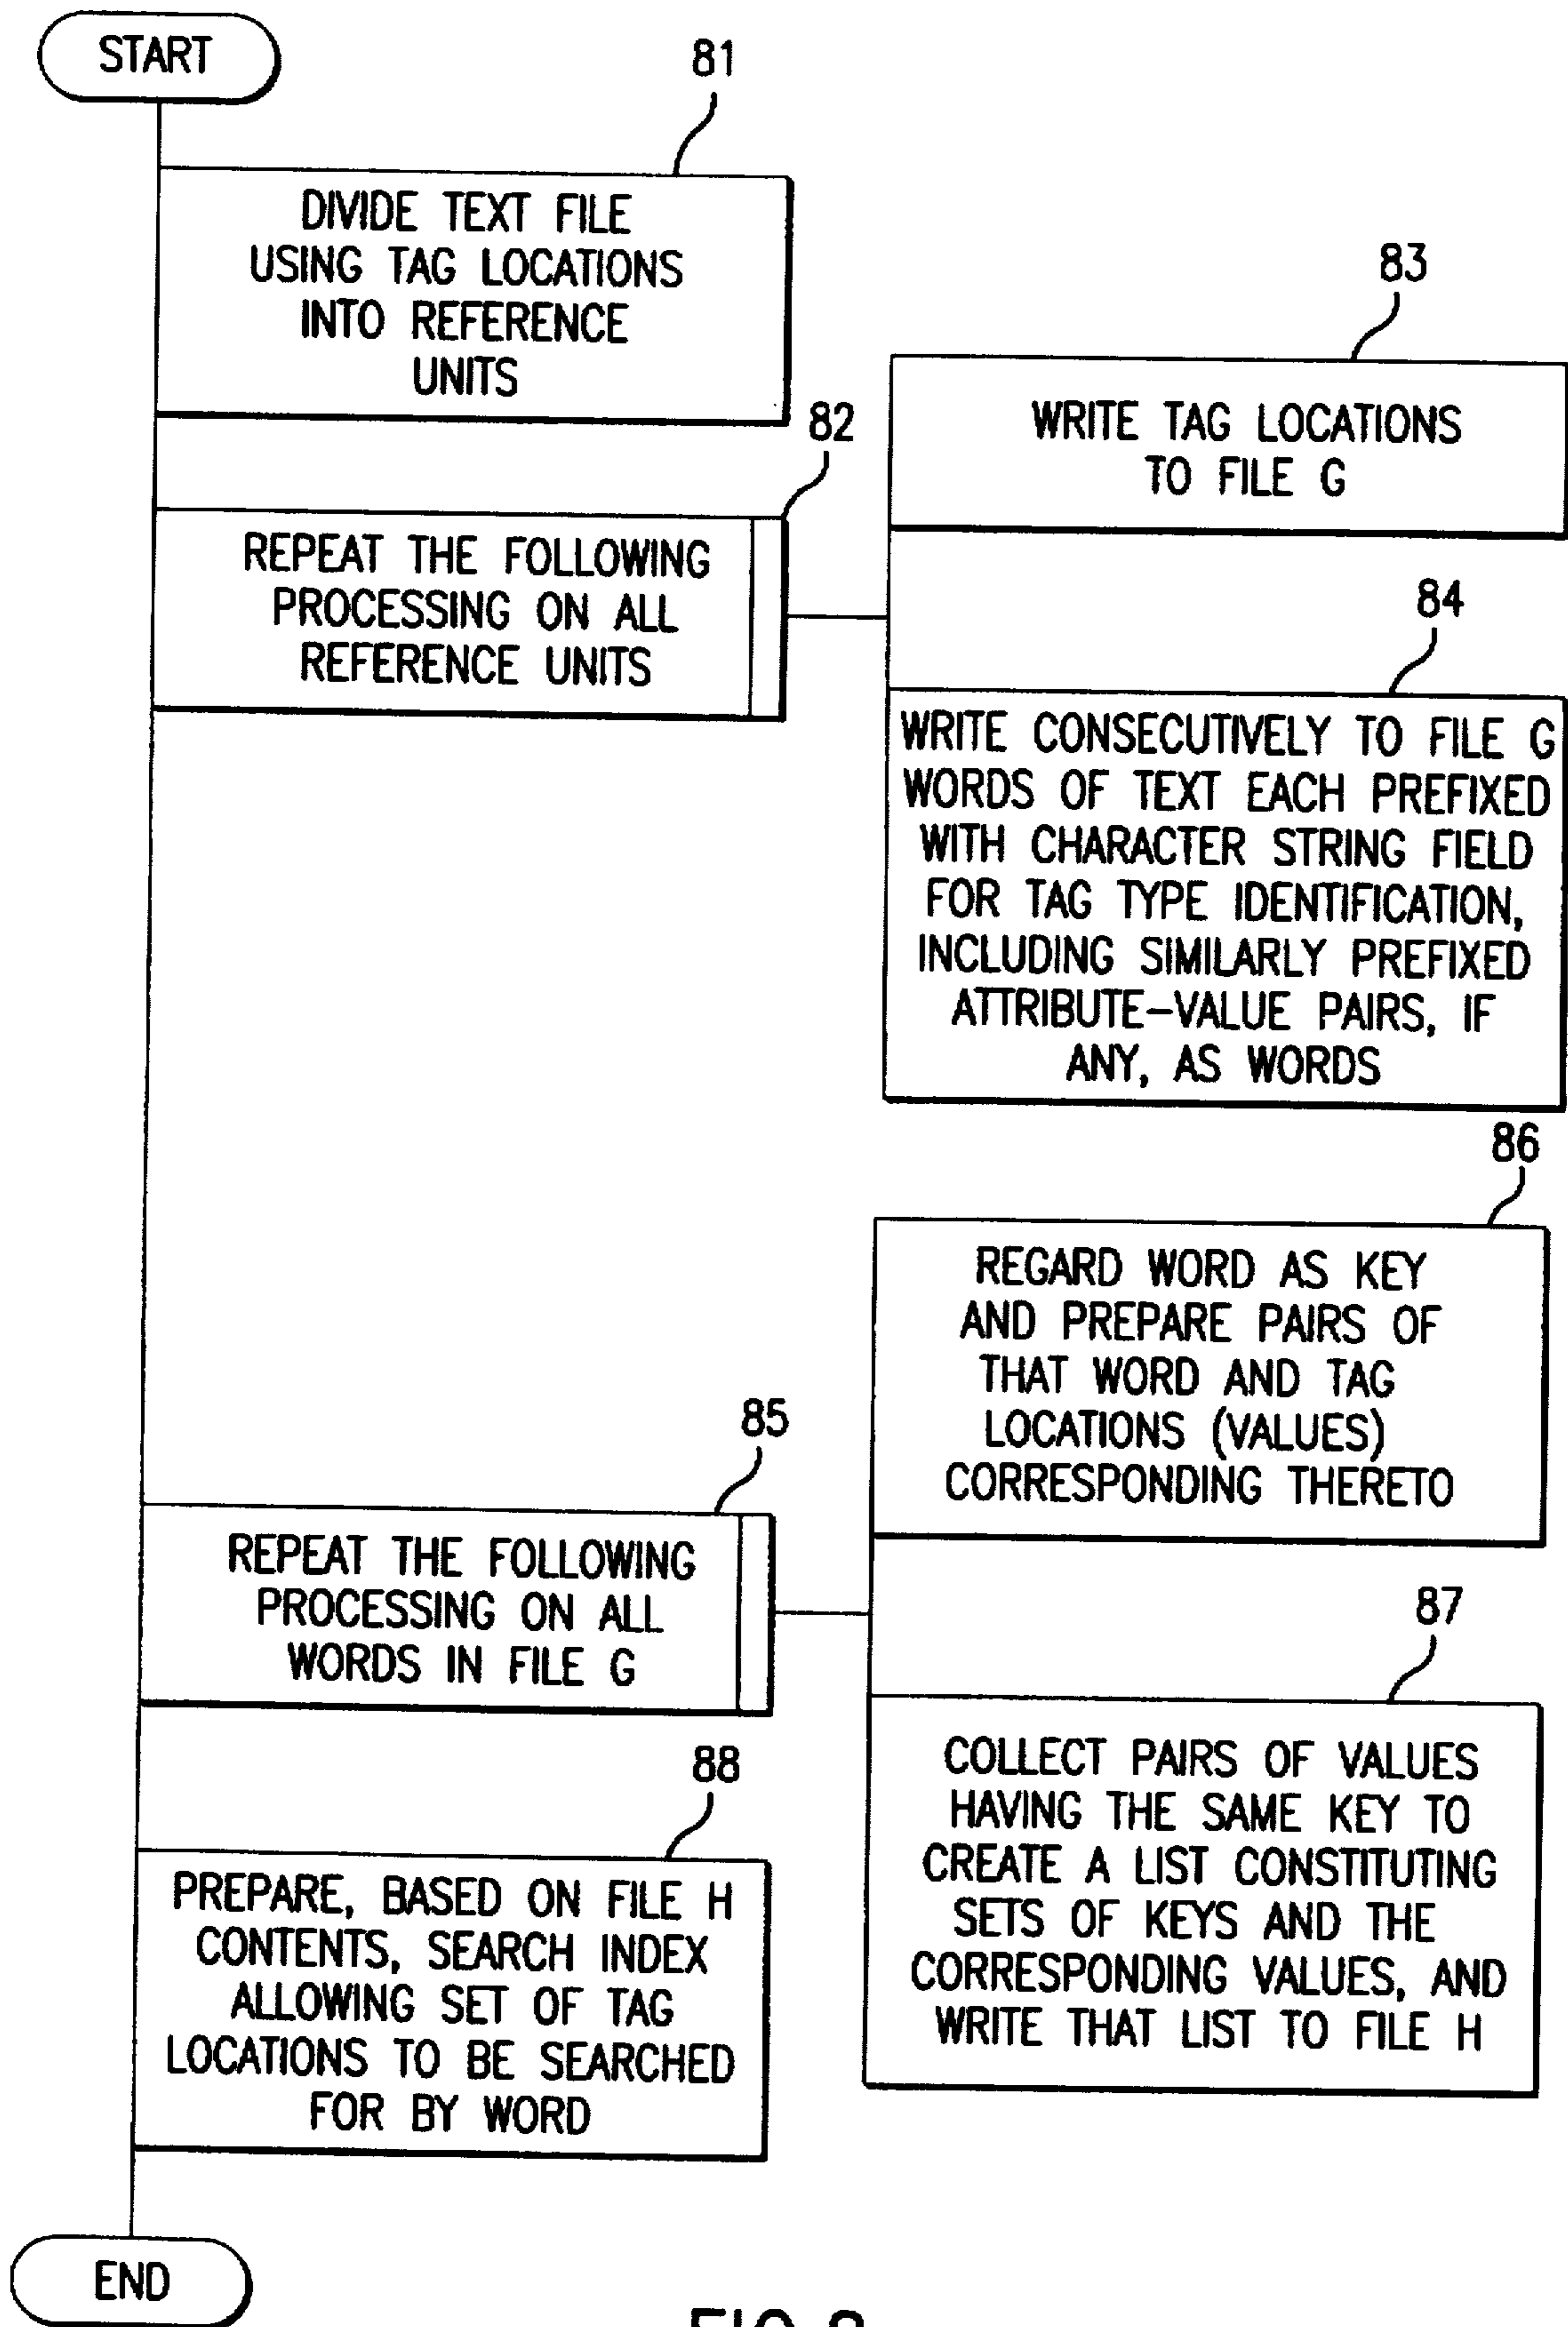 START
81
DIVIDE TEXT FILE
USING TAG LOCATIONS
INTO REFERENCE
UNITS
82
REPEAT THE FOLLOWING
PROCESSING ON ALL
REFERENCE UNITS
83
WRITE TAG LOCATIONS
TO FILE G
84
WRITE CONSECUTIVELY TO FILE G
WORDS OF TEXT EACH PREFIXED
WITH CHARACTER STRING FIELD
FOR TAG TYPE IDENTIFICATION,
INCLUDING SIMILARLY PREFIXED
ATTRIBUTE-VALUE PAIRS, IF
ANY, AS WORDS
85
REPEAT THE FOLLOWING
PROCESSING ON ALL
WORDS IN FILE G
86
REGARD WORD AS KEY
AND PREPARE PAIRS OF
THAT WORD AND TAG
LOCATIONS (VALUES)
CORRESPONDING THERETO
87
COLLECT PAIRS OF VALUES
HAVING THE SAME KEY TO
CREATE A LIST CONSTITUTING
SETS OF KEYS AND THE
CORRESPONDING VALUES, AND
WRITE THAT LIST TO FILE H
88
PREPARE, BASED ON FILE H
CONTENTS, SEARCH INDEX
ALLOWING SET OF TAG
LOCATIONS TO BE SEARCHED
FOR BY WORD
END